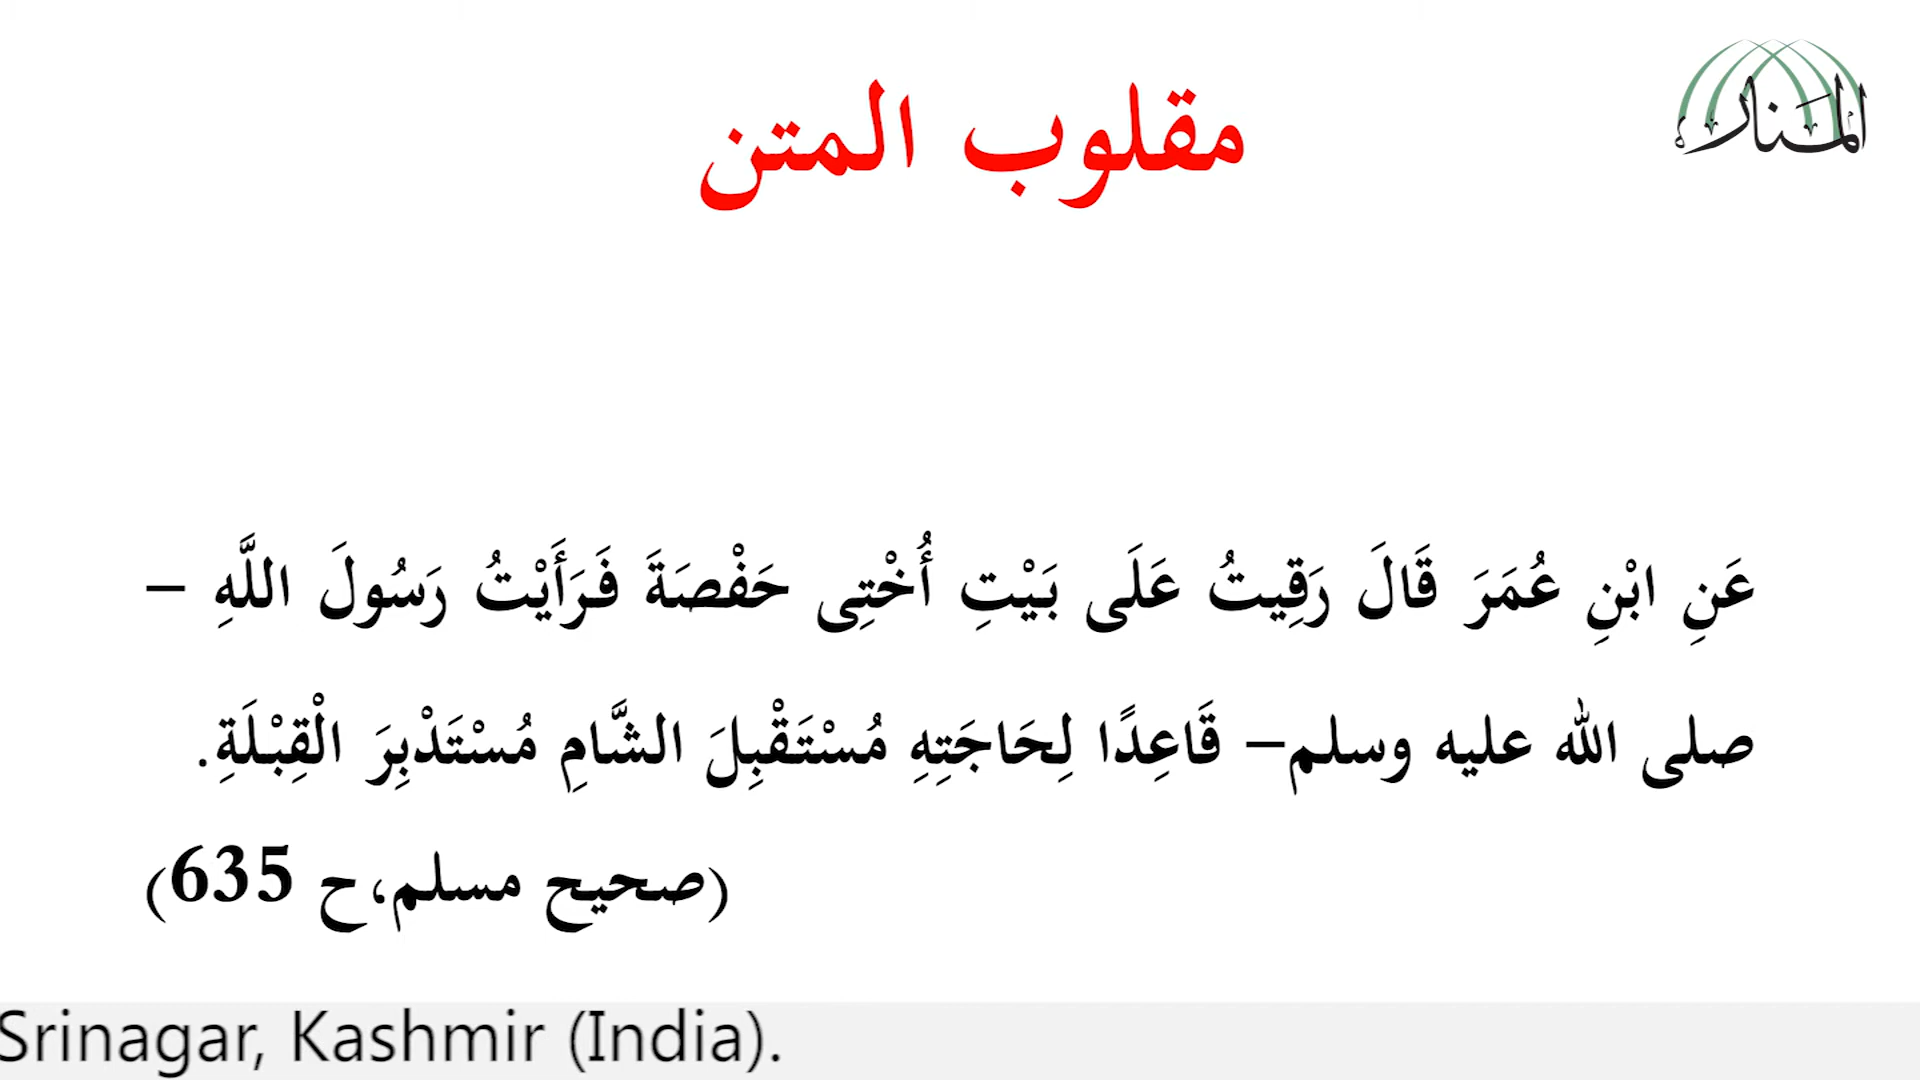 المنار
مقلوب المتن
عَنِ ابْنِ عُمَرَ قَالَ رَقِيتُ عَلَى بَيْتِ أُخْتِى حَفْصَةَ فَرَأَيْتُ رَسُولَ اللَّهِ –
صلى الله عليه وسلم– قَاعِدًا لِحَاجَتِهِ مُسْتَقْبِلَ الشَّامِ مُسْتَدْبِرَ الْقِبْلَةِ.
(صحيح مسلم،ح 635)
Srinagar, Kashmir (India).